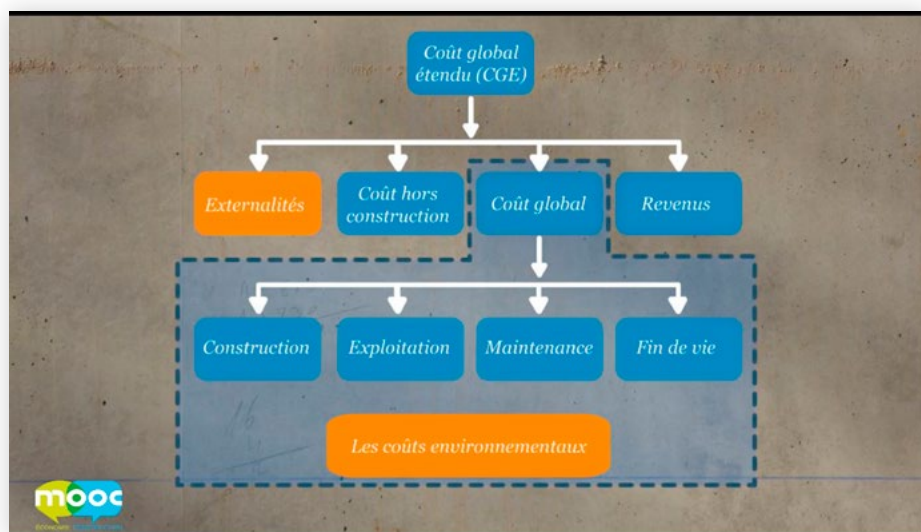 Coût global
étendu (CGE)
Externalités
Coût hors
construction
Coût global
Revenus
Construction
Exploitation
Maintenance
Fin de vie
Les coûts environnementaux
mooc